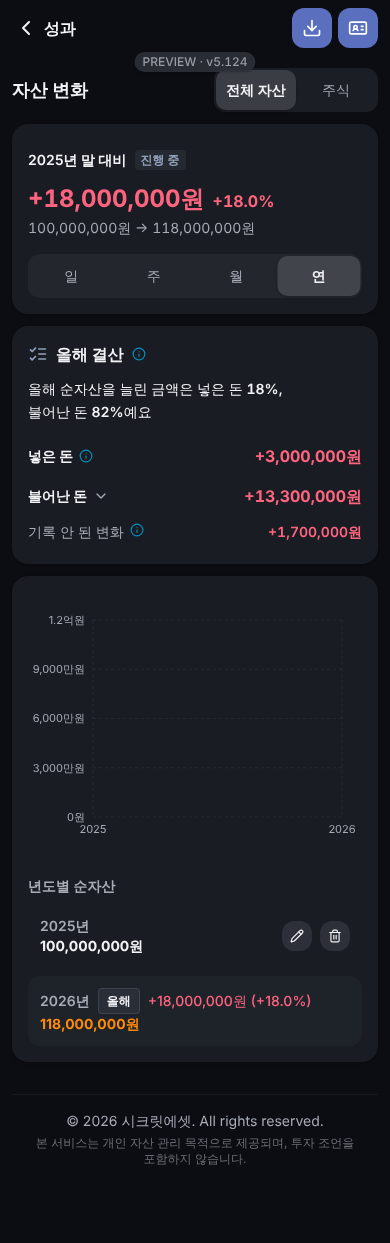 성과
PREVIEW · v5.124
자산 변화
전체 자산
주식
2025년 말 대비 진행 중
+18,000,000원 +18.0%
100,000,000원 → 118,000,000원
일 주 월 연
올해 결산
올해 순자산을 늘린 금액은 넣은 돈 18%,
불어난 돈 82%예요
넣은 돈 +3,000,000원
불어난 돈 +13,300,000원
기록 안 된 변화 +1,700,000원
1.2억원
9,000만원
6,000만원
3,000만원
0원
2025 2026
년도별 순자산
2025년
100,000,000원
2026년 올해 +18,000,000원 (+18.0%)
118,000,000원
© 2026 시크릿에셋. All rights reserved.
본 서비스는 개인 자산 관리 목적으로 제공되며, 투자 조언을
포함하지 않습니다.